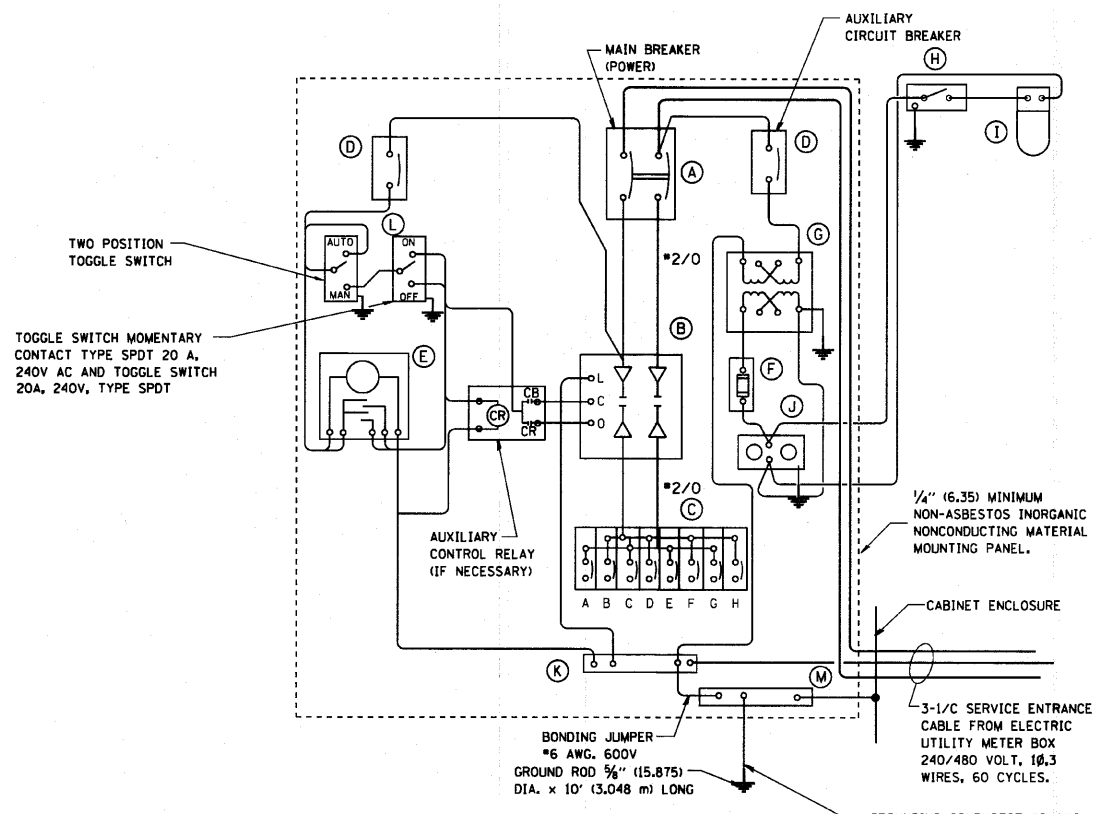 AUXILIARY
CIRCUIT BREAKER
MAIN BREAKER
(POWER)
H
I
D
A
D
L
TWO POSITION
TOGGLE SWITCH
AUTO
MAN
ON
OFF
G
*2/0
TOGGLE SWITCH MOMENTARY
CONTACT TYPE SPDT 20 A,
240V AC AND TOGGLE SWITCH
20A, 240V, TYPE SPDT
B
E
F
L
C
O
CB
CR
CR
J
*2/0
C
AUXILIARY
CONTROL RELAY
(IF NECESSARY)
1/4" (6.35) MINIMUM
NON-ASBESTOS INORGANIC
NONCONDUCTING MATERIAL
MOUNTING PANEL.
A B C D E F G H
CABINET ENCLOSURE
K
M
BONDING JUMPER
*6 AWG. 600V
GROUND ROD 5/8" (15.875)
DIA. x 10' (3.048 m) LONG
3-1/C SERVICE ENTRANCE
CABLE FROM ELECTRIC
UTILITY METER BOX
240/480 VOLT, 1Ø,3
WIRES, 60 CYCLES.